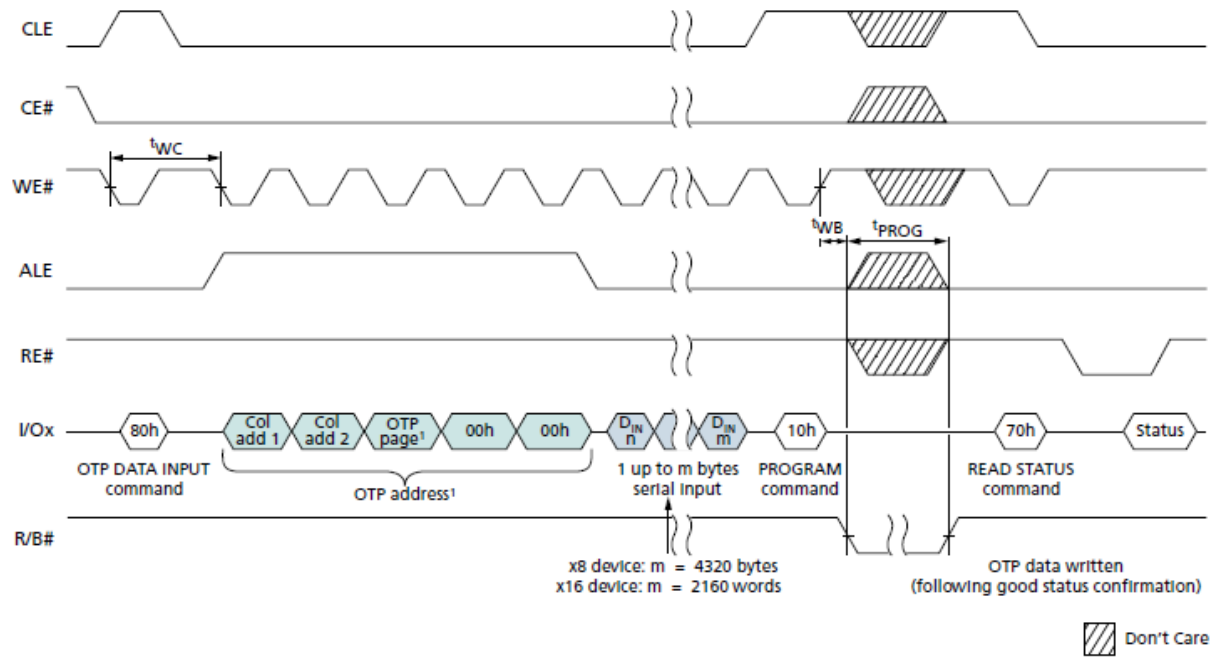 CLE
CE#
tWC
WE#
tWB
tPROG
ALE
RE#
I/Ox
80h
Col add 1
Col add 2
OTP page¹
00h
00h
DIN n
DIN m
10h
70h
Status
OTP DATA INPUT command
OTP address¹
1 up to m bytes serial input
PROGRAM command
READ STATUS command
R/B#
x8 device: m = 4320 bytes
x16 device: m = 2160 words
OTP data written
(following good status confirmation)
Don't Care